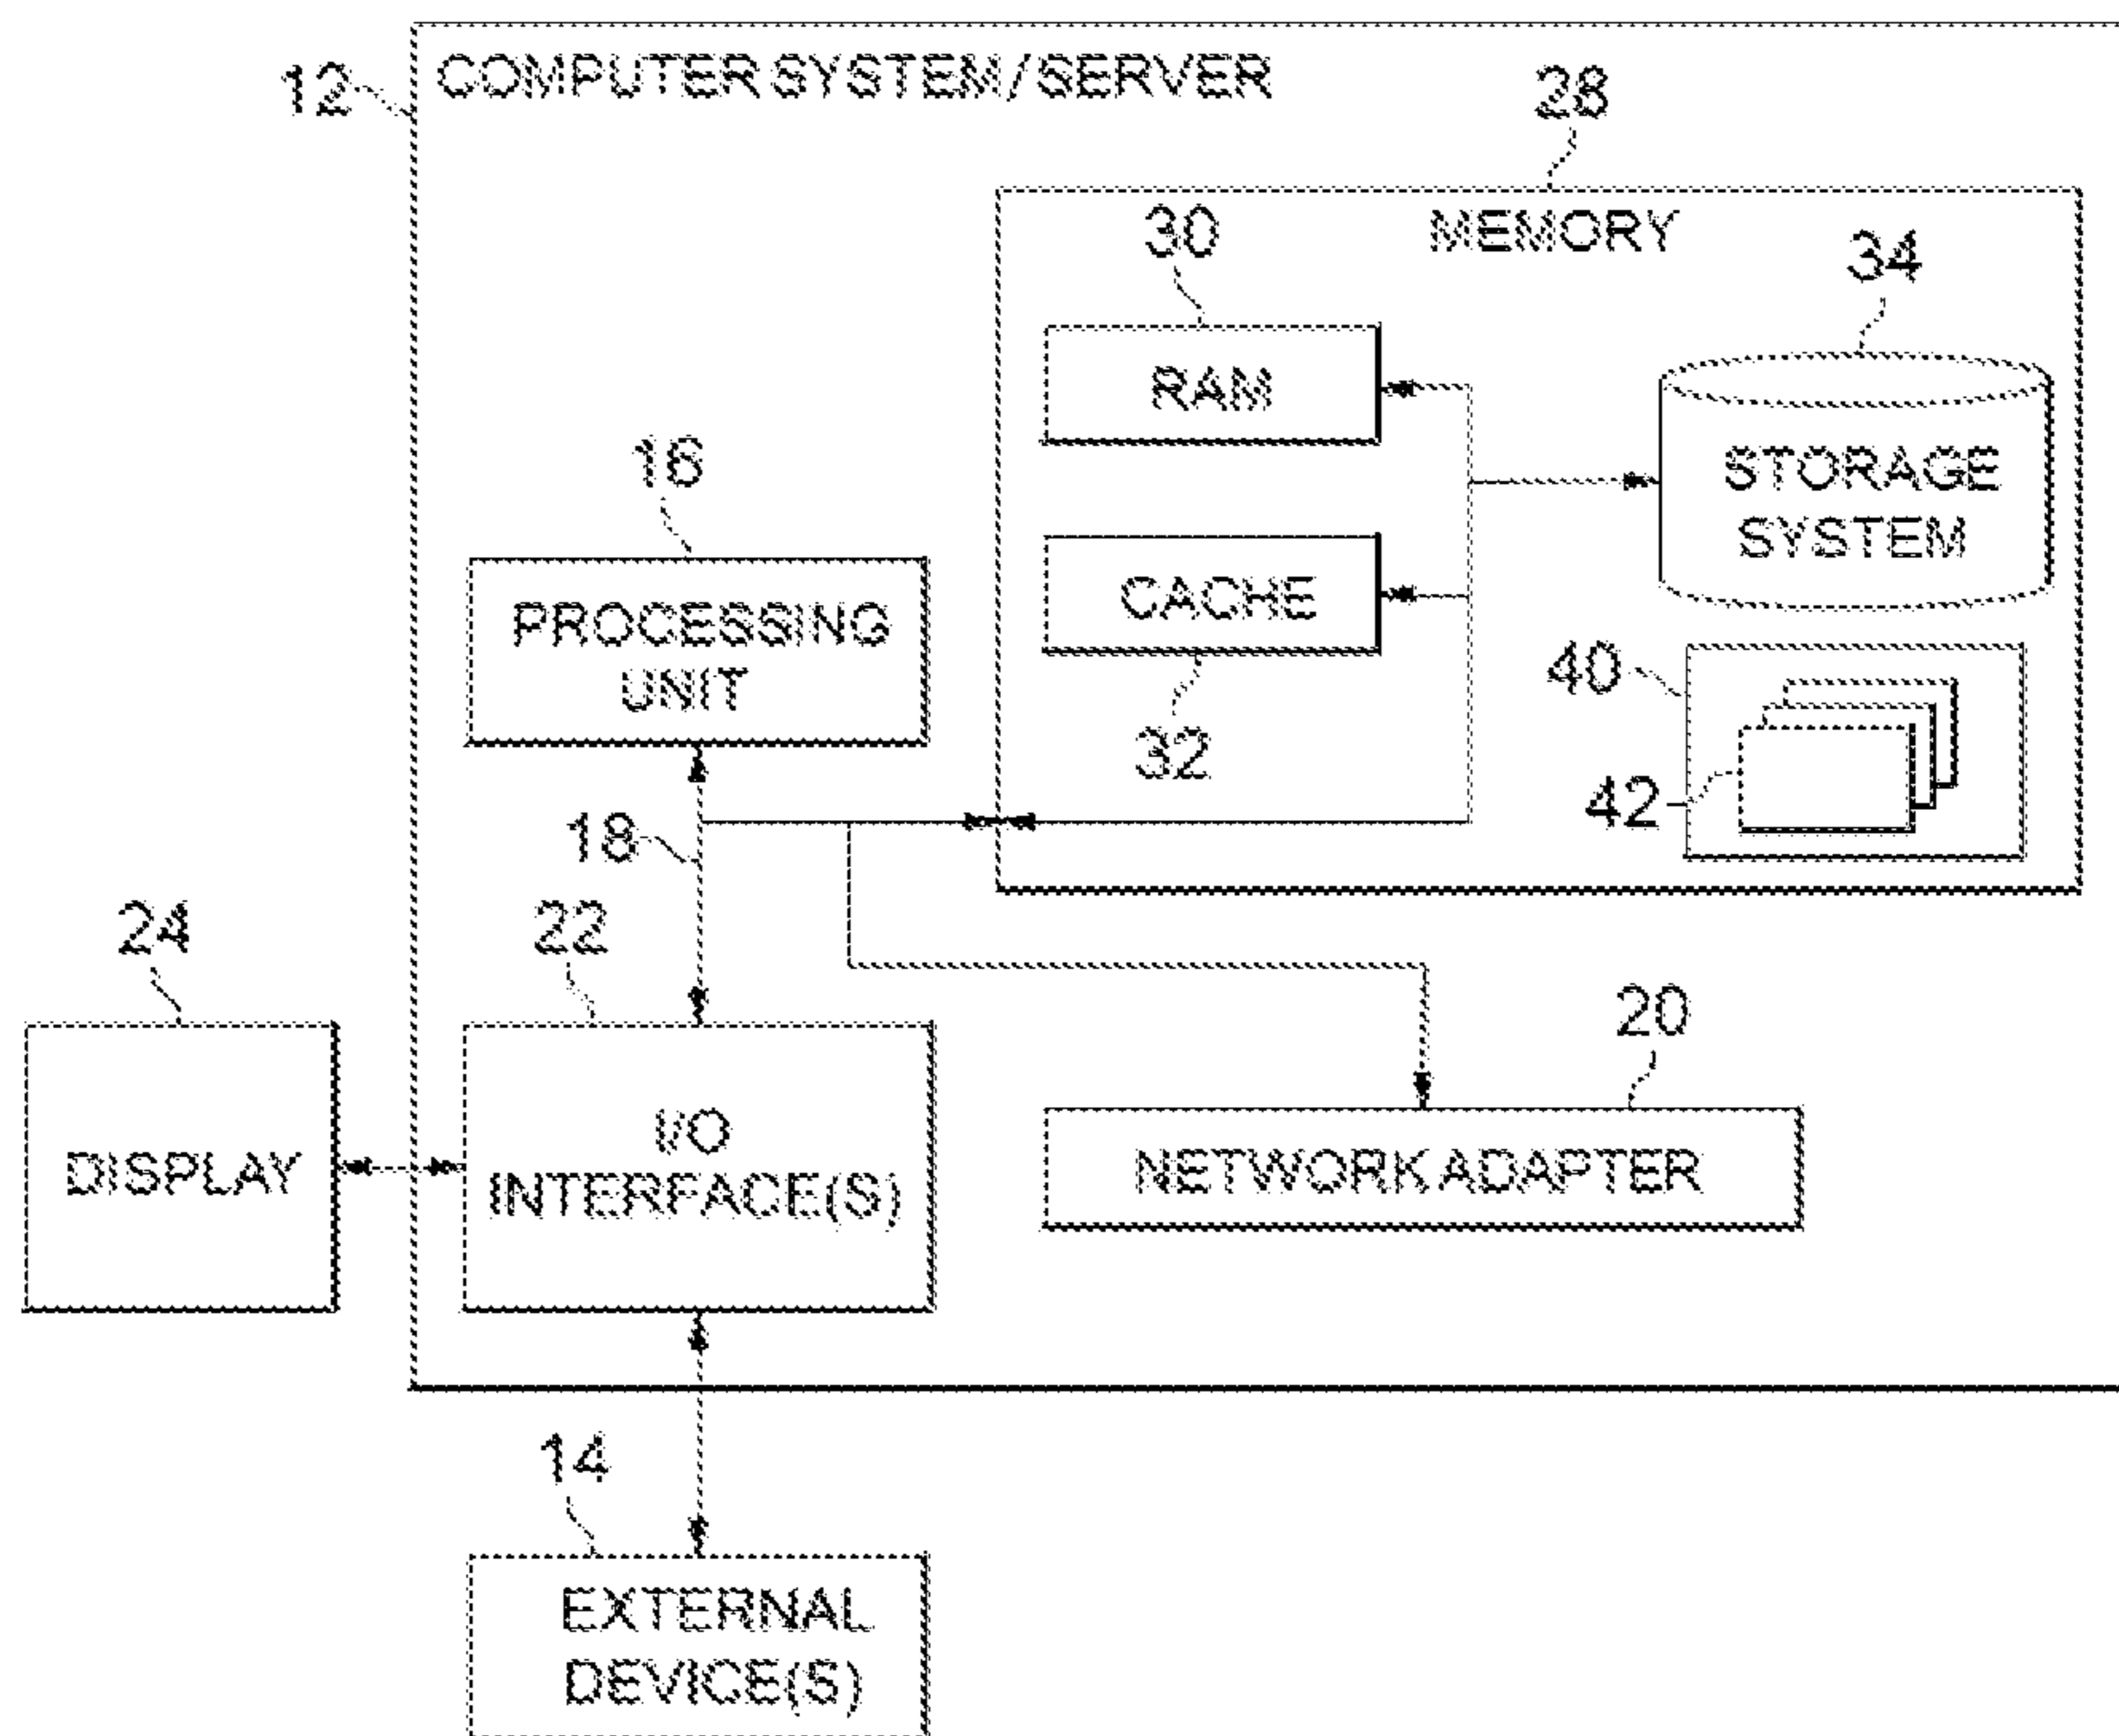 12
COMPUTER SYSTEM / SERVER
28
MEMORY
30
34
RAM
STORAGE
SYSTEM
16
CACHE
PROCESSING
UNIT
40
32
42
18
24
22
20
DISPLAY
I/O
INTERFACE(S)
NETWORK ADAPTER
14
EXTERNAL
DEVICE(S)